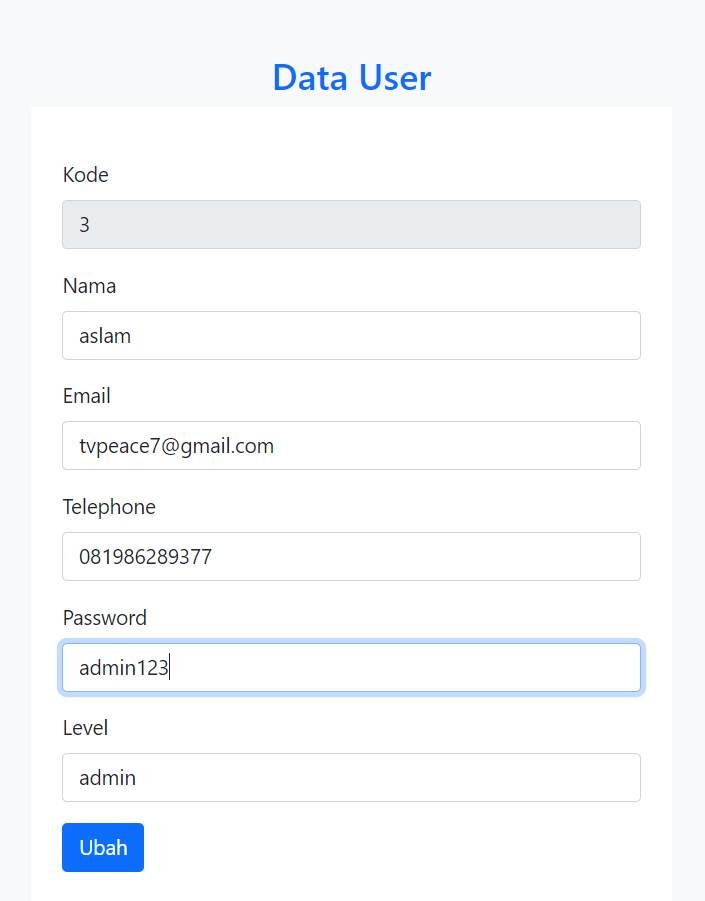 Data User
Kode
3
Nama
aslam
Email
tvpeace7@gmail.com
Telephone
081986289377
Password
admin123
Level
admin
Ubah